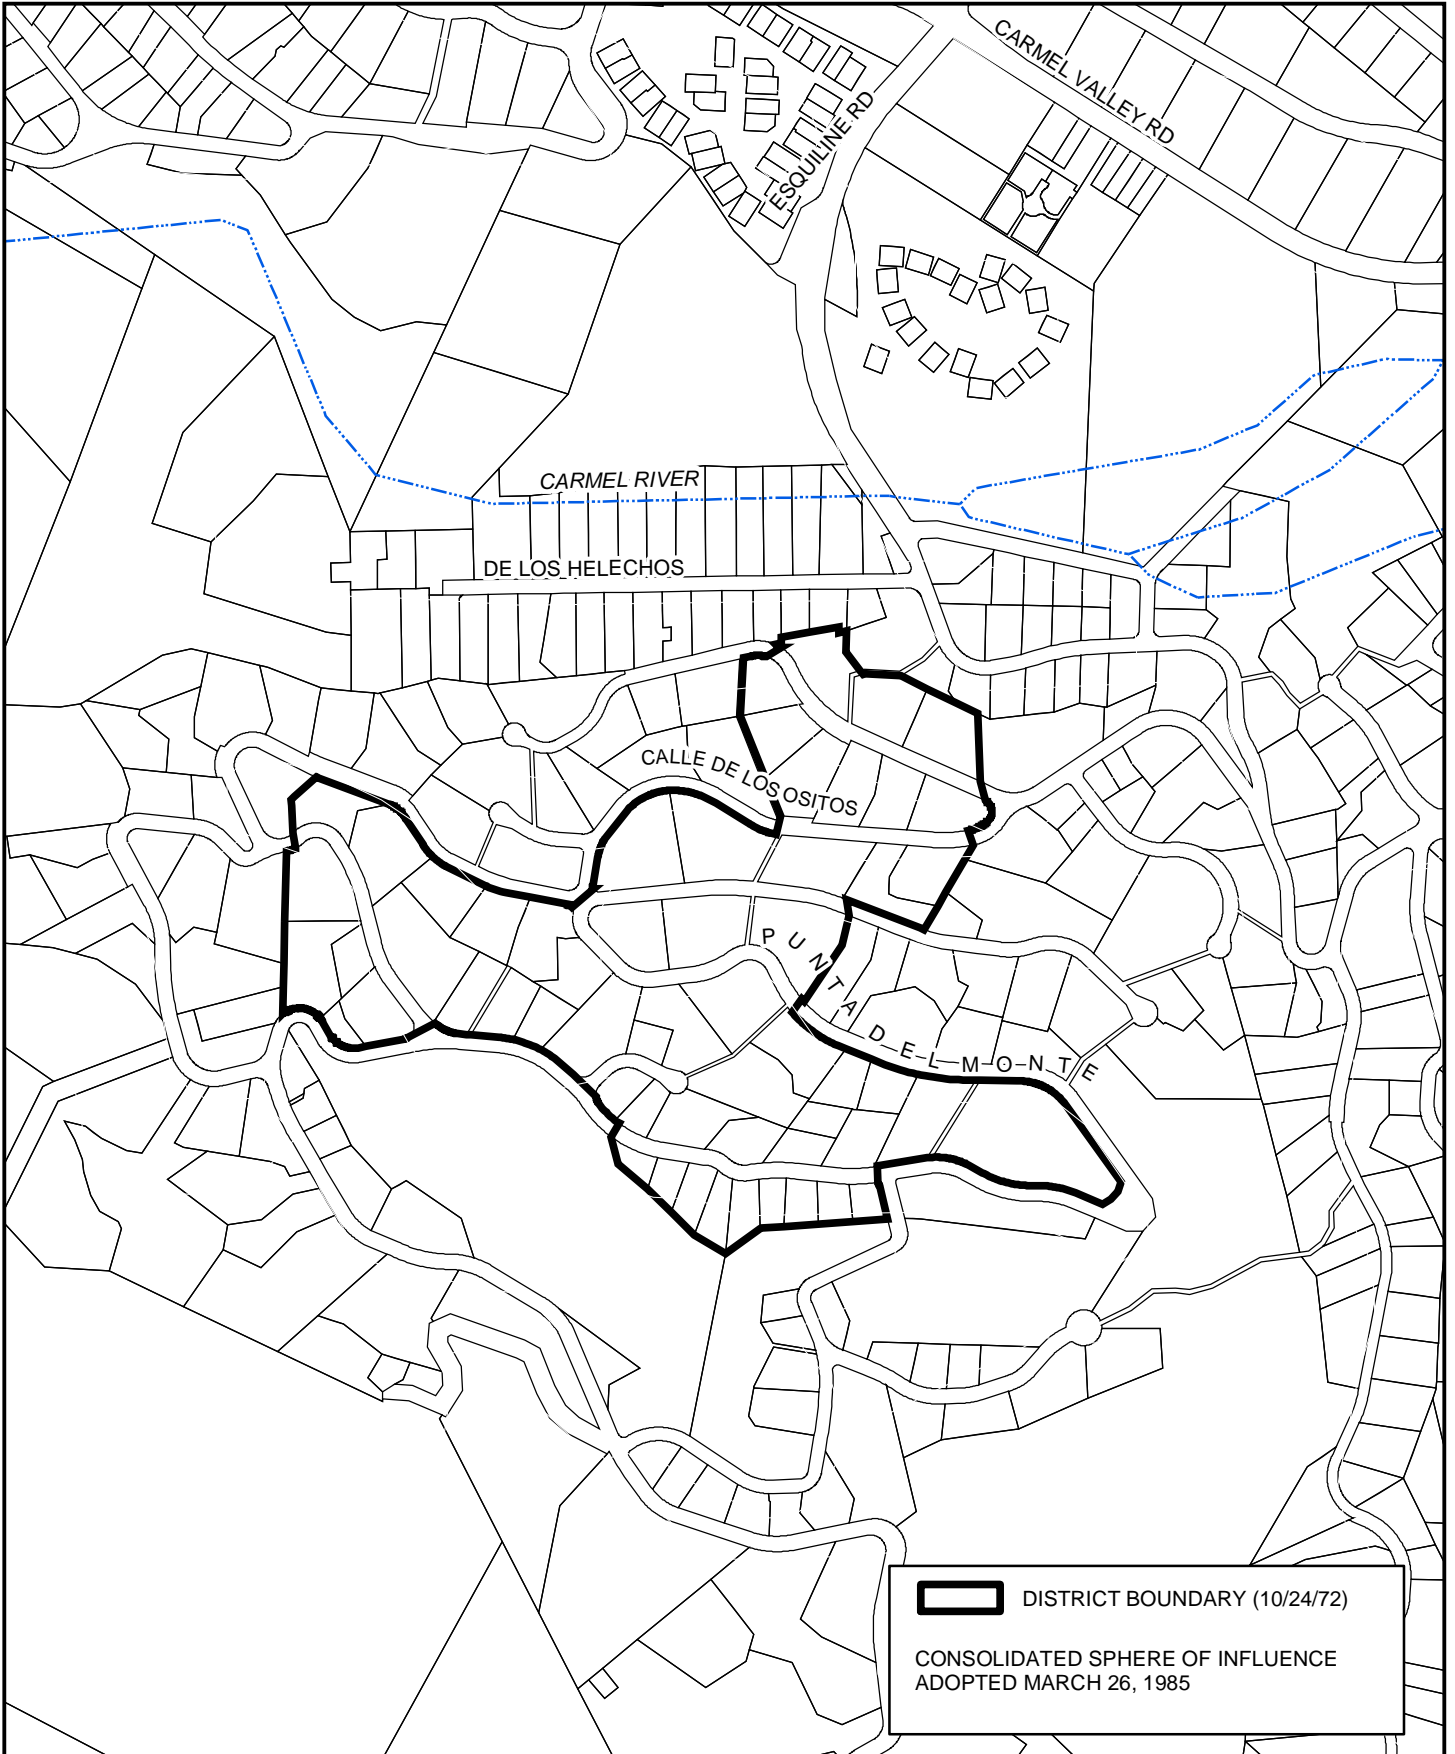 CARMEL VALLEY RD
ESQUILINE RD
CARMEL RIVER
DE LOS HELECHOS
CALLE DE LOS OSITOS
PUNTA DEL MONTE
DISTRICT BOUNDARY (10/24/72)
CONSOLIDATED SPHERE OF INFLUENCE
ADOPTED MARCH 26, 1985